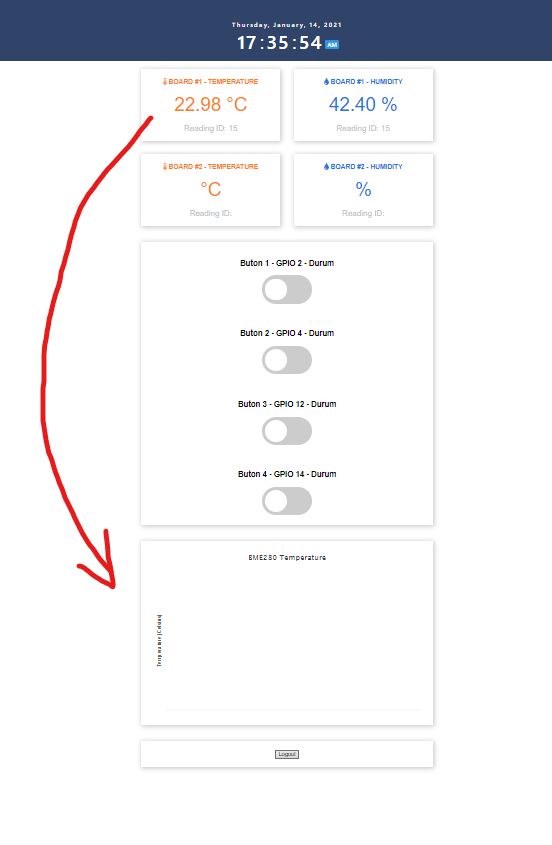 Thursday, January, 14, 2021
17:35:54 AM
BOARD #1 - TEMPERATURE
22.98 °C
Reading ID: 15
BOARD #1 - HUMIDITY
42.40 %
Reading ID: 15
BOARD #2 - TEMPERATURE
°C
Reading ID:
BOARD #2 - HUMIDITY
%
Reading ID:
Buton 1 - GPIO 2 - Durum
Buton 2 - GPIO 4 - Durum
Buton 3 - GPIO 12 - Durum
Buton 4 - GPIO 14 - Durum
BME280 Temperature
Temperature (Celsius)
Logout